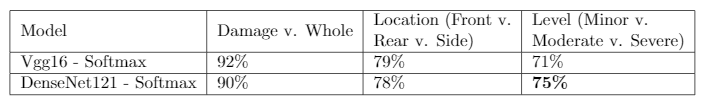 Model Damage v. Whole Location (Front v. Rear v. Side) Level (Minor v. Moderate v. Severe)
Vgg16 - Softmax 92% 79% 71%
DenseNet121 - Softmax 90% 78% 75%